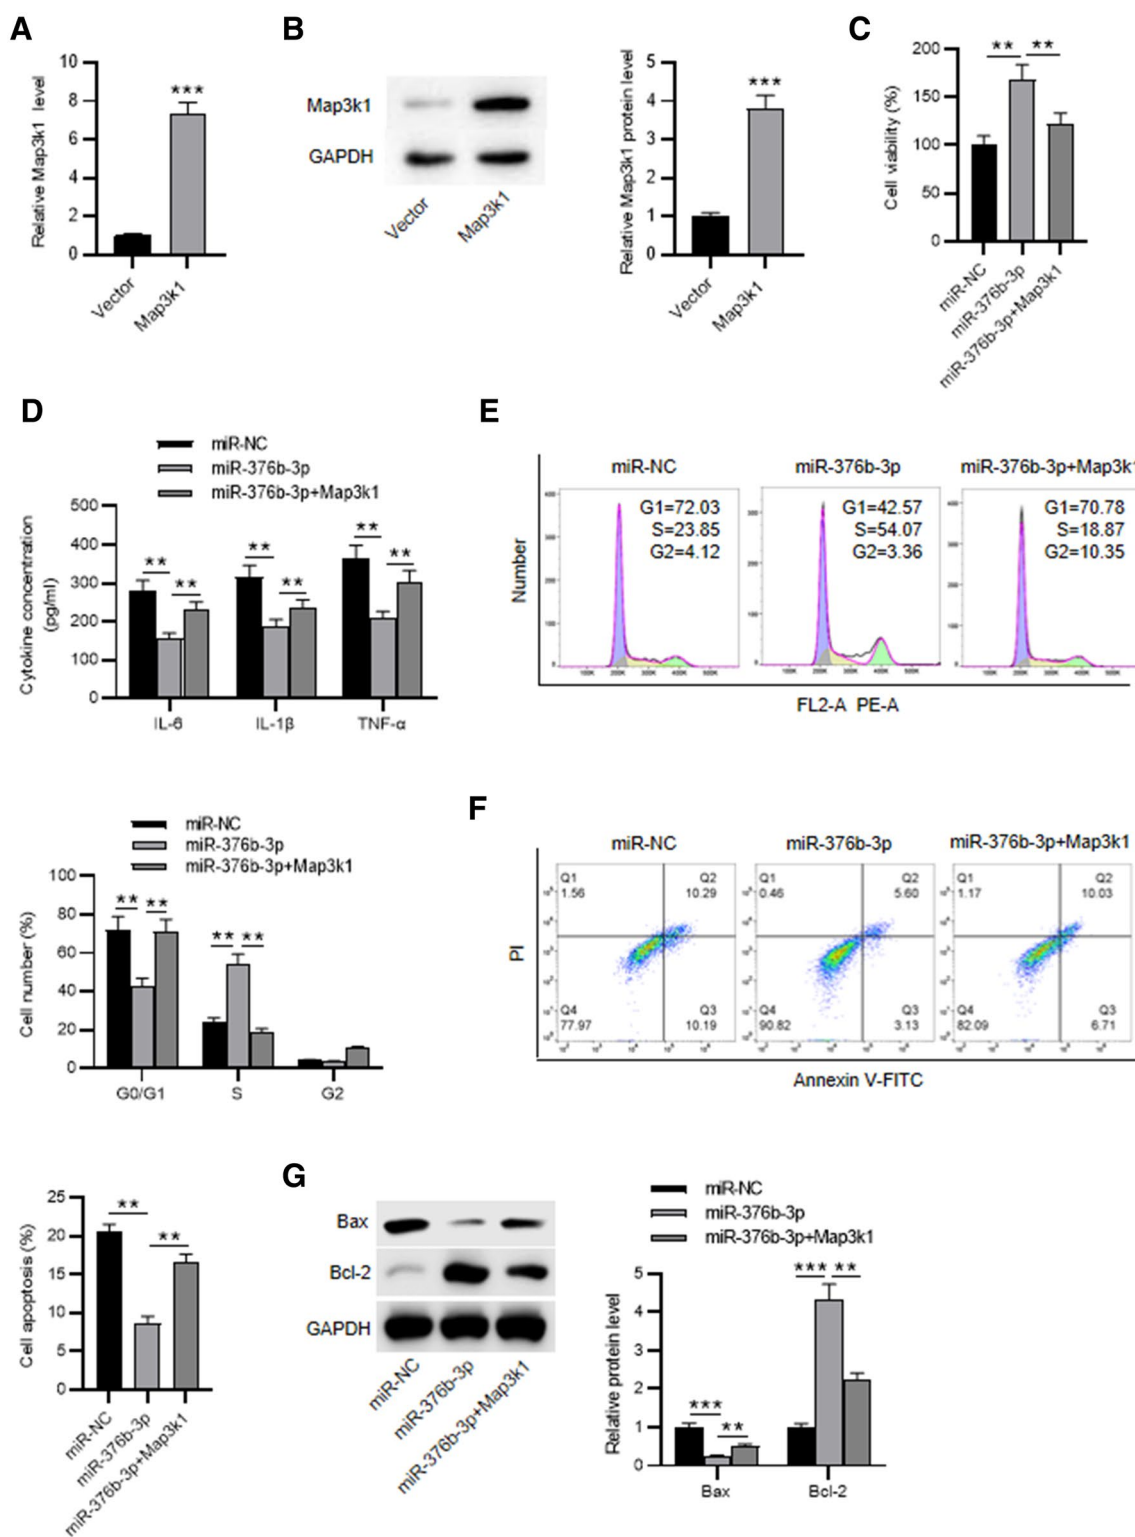 A
B
C
10
8
6
4
2
0
Relative Map3k1 level
***
Vector
Map3k1
Map3k1
GAPDH
Vector
Map3k1
5
4
3
2
1
0
Relative Map3k1 protein level
***
Vector
Map3k1
200
150
100
50
0
Cell viability (%)
** **
miR-NC
miR-376b-3p
miR-376b-3p+Map3k1
D
miR-NC
miR-376b-3p
miR-376b-3p+Map3k1
500
400
300
200
100
0
Cytokine concentration
(pg/ml)
** ** ** ** ** **
IL-6 IL-1β TNF-α
E
miR-NC miR-376b-3p miR-376b-3p+Map3k1
G1=72.03
S=23.85
G2=4.12
G1=42.57
S=54.07
G2=3.36
G1=70.78
S=18.87
G2=10.35
Number
FL2-A PE-A
miR-NC
miR-376b-3p
miR-376b-3p+Map3k1
100
80
60
40
20
0
Cell number (%)
** ** ** **
G0/G1 S G2
F
miR-NC miR-376b-3p miR-376b-3p+Map3k1
Q1
1.56
Q2
10.29
Q4
77.97
Q3
10.19
Q1
0.46
Q2
5.60
Q4
90.82
Q3
3.13
Q1
1.17
Q2
10.03
Q4
82.09
Q3
6.71
PI
Annexin V-FITC
25
20
15
10
5
0
Cell apoptosis (%)
** **
miR-NC
miR-376b-3p
miR-376b-3p+Map3k1
G
Bax
Bcl-2
GAPDH
miR-NC
miR-376b-3p
miR-376b-3p+Map3k1
miR-NC
miR-376b-3p
miR-376b-3p+Map3k1
5
4
3
2
1
0
Relative protein level
*** ** *** **
Bax Bcl-2